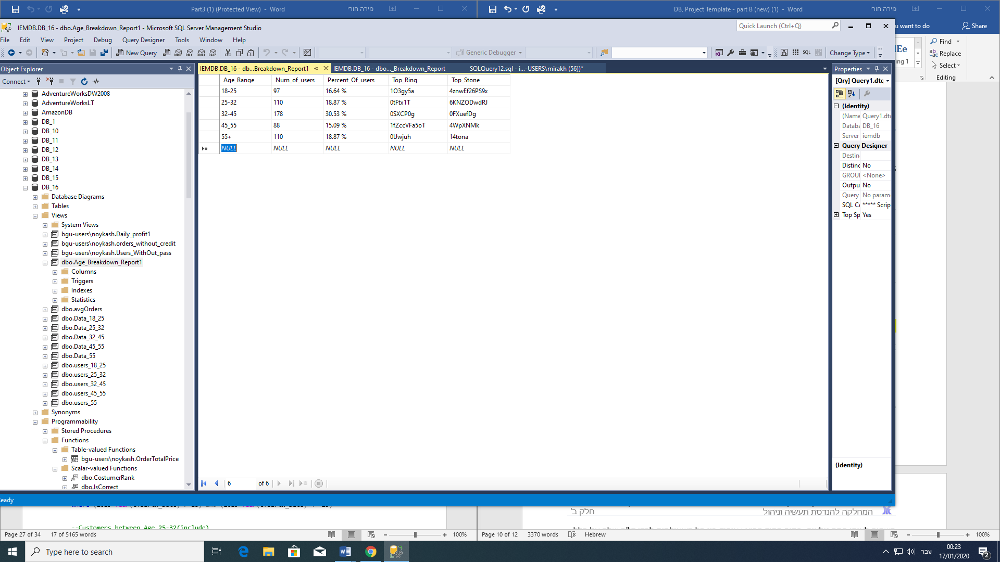 Part3 (1) (Protected View) - Word
מירה חורי
DB, Project Template - part B (new) (1) - Word
מירה חורי
IEMDB.DB_16 - dbo.Age_Breakdown_Report1 - Microsoft SQL Server Management Studio
Quick Launch (Ctrl+Q)
u want to do
Share
File Edit View Project Debug Query Designer Tools Window Help
New Query
MDX DMX XMLA DAX
Generic Debugger
SQL
Change Type
Find
Replace
Select
Editing
Object Explorer
Connect
AdventureWorksDW2008
AdventureWorksLT
AmazonDB
DB_1
DB_10
DB_11
DB_12
DB_13
DB_14
DB_15
DB_16
Database Diagrams
Tables
Views
System Views
bgu-users\noykash.Daily_profit1
bgu-users\noykash.orders_without_credit
bgu-users\noykash.Users_WithOut_pass
dbo.Age_Breakdown_Report1
Columns
Triggers
Indexes
Statistics
dbo.avgOrders
dbo.Data_18_25
dbo.Data_25_32
dbo.Data_32_45
dbo.Data_45_55
dbo.Data_55
dbo.users_18_25
dbo.users_25_32
dbo.users_32_45
dbo.users_45_55
dbo.users_55
Synonyms
Programmability
Stored Procedures
Functions
Table-valued Functions
bgu-users\noykash.OrderTotalPrice
Scalar-valued Functions
dbo.CostumerRank
dbo.IsCorrect
IEMDB.DB_16 - db...Breakdown_Report1
IEMDB.DB_16 - dbo..._Breakdown_Report
SQLQuery12.sql - i...-USERS\mirakh (56))*
Age_Range Num_of_users Percent_Of_users Top_Ring Top_Stone
18-25 97 16.64 % 1O3gy5a 4znwEf26PS9x
25-32 110 18.87 % 0tFtx1T 6KNZODwdRJ
32-45 178 30.53 % 0SXCP0g 0FXuefDg
45_55 88 15.09 % 1fZccVFa5oT 4WpXNMk
55+ 110 18.87 % 0Uwjuh 14tona
NULL NULL NULL NULL NULL
6 of 6
Properties
[Qry] Query1.dtq
(Identity)
(Name Query1.dtq
Databa DB_16
Server iemdb
Query Designer
Destin
Distinc No
GROUI <None>
Outpu No
Query No param
SQL Co ***** Scrip
Top Sp Yes
(Identity)
eady
--Customers between Age 25-32(include)
המחלקה להנדסת תעשיה וניהול
חלק ב'
Page 27 of 34 17 of 5165 words
100%
Page 10 of 12 3370 words Hebrew
100%
Type here to search
עבר
00:23
17/01/2020
2